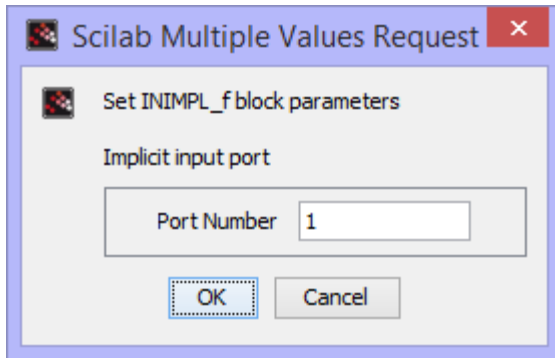 Scilab Multiple Values Request
Set INIMPL_f block parameters
Implicit input port
Port Number 1
OK Cancel